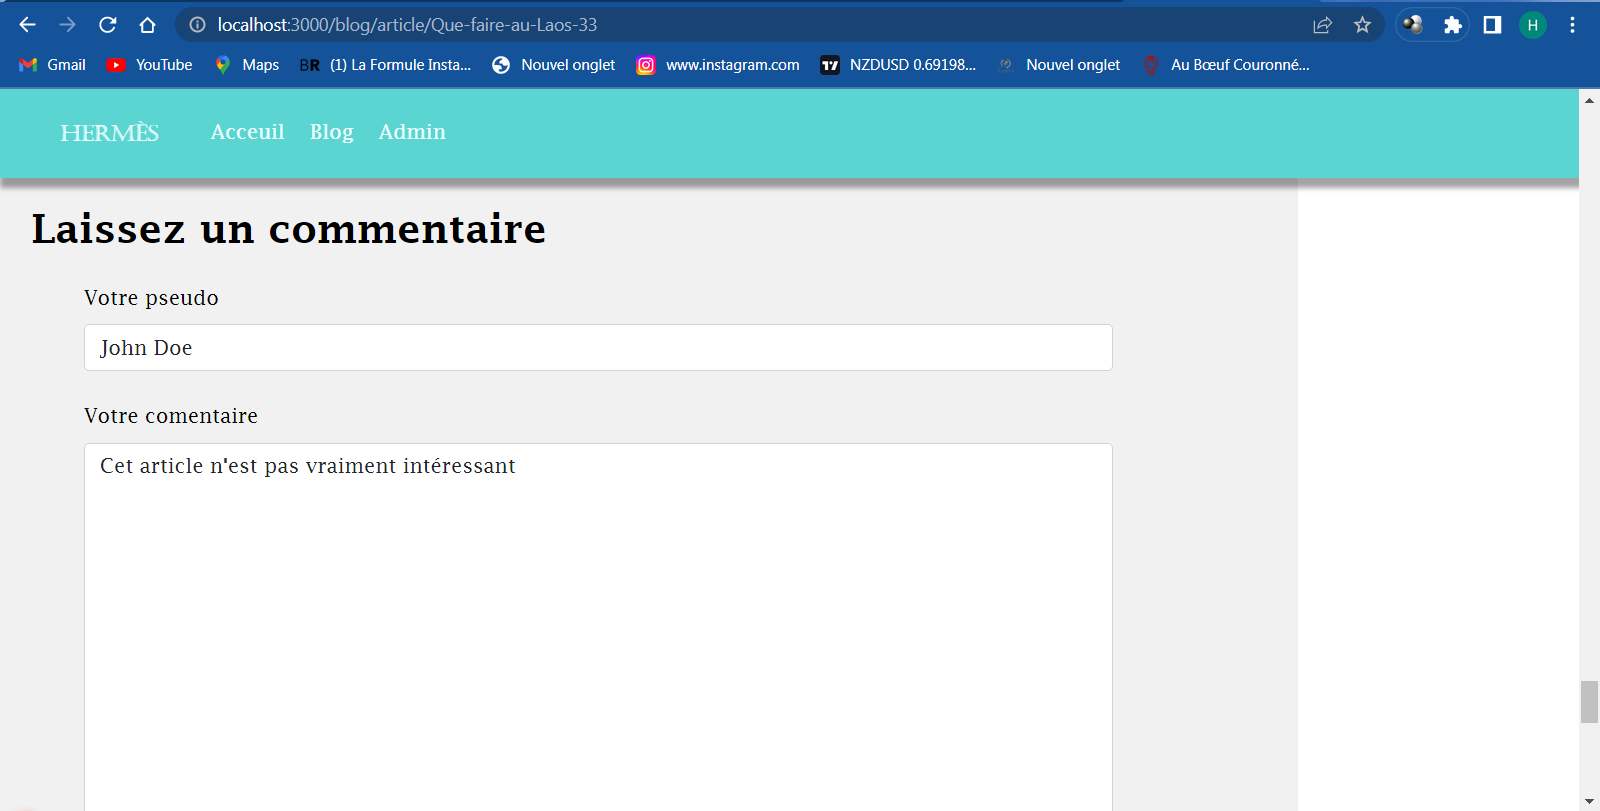 localhost:3000/blog/article/Que-faire-au-Laos-33
H
Gmail YouTube Maps BR (1) La Formule Insta... Nouvel onglet www.instagram.com NZDUSD 0.69198... Nouvel onglet Au Bœuf Couronné...
HERMÈS Acceuil Blog Admin
Laissez un commentaire
Votre pseudo
John Doe
Votre comentaire
Cet article n'est pas vraiment intéressant